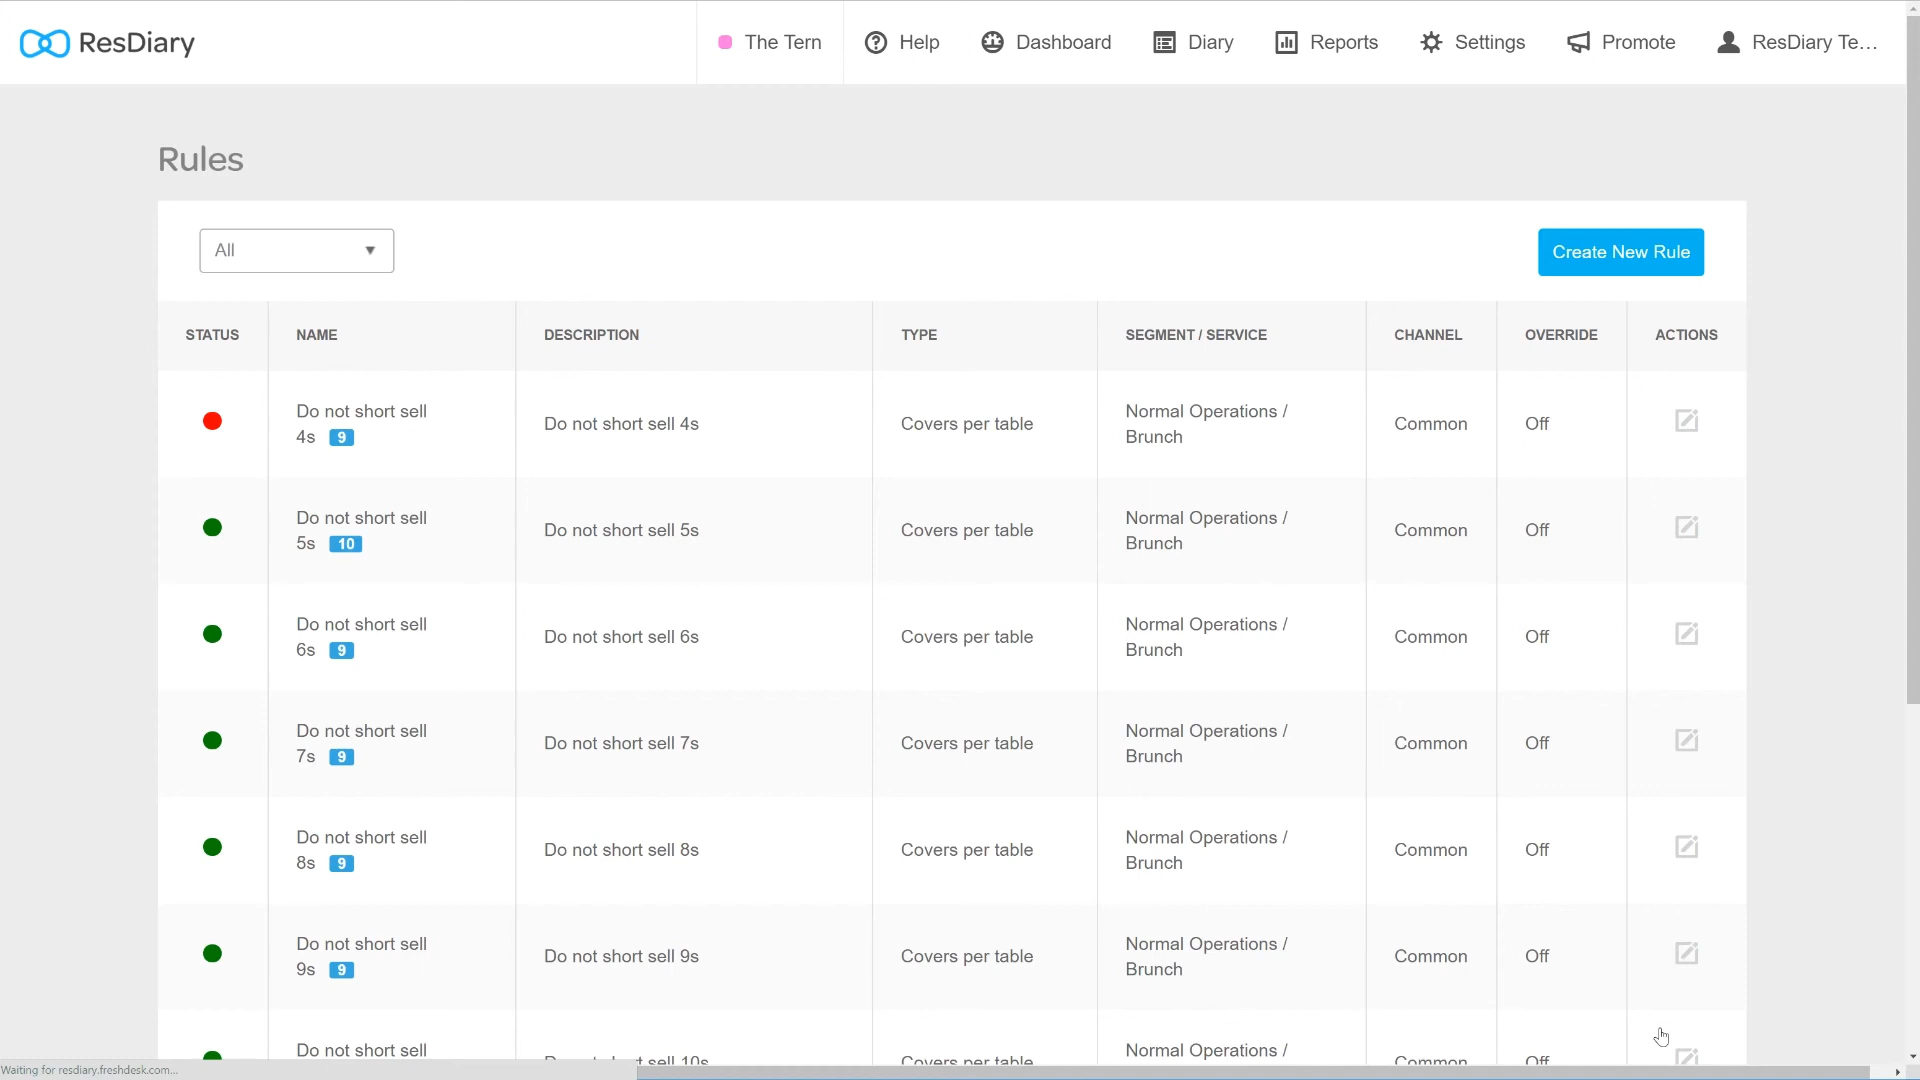 ResDiary
The Tern
Help
Dashboard
Diary
Reports
Settings
Promote
ResDiary Te...
Rules
All
Create New Rule
STATUS NAME DESCRIPTION TYPE SEGMENT / SERVICE CHANNEL OVERRIDE ACTIONS
Do not short sell
4s 9
Do not short sell 4s
Covers per table
Normal Operations /
Brunch
Common
Off
Do not short sell
5s 10
Do not short sell 5s
Covers per table
Normal Operations /
Brunch
Common
Off
Do not short sell
6s 9
Do not short sell 6s
Covers per table
Normal Operations /
Brunch
Common
Off
Do not short sell
7s 9
Do not short sell 7s
Covers per table
Normal Operations /
Brunch
Common
Off
Do not short sell
8s 9
Do not short sell 8s
Covers per table
Normal Operations /
Brunch
Common
Off
Do not short sell
9s 9
Do not short sell 9s
Covers per table
Normal Operations /
Brunch
Common
Off
Do not short sell
sell 10s
Covers per table
Normal Operations /
Common
Off
Waiting for resdiary.freshdesk.com...